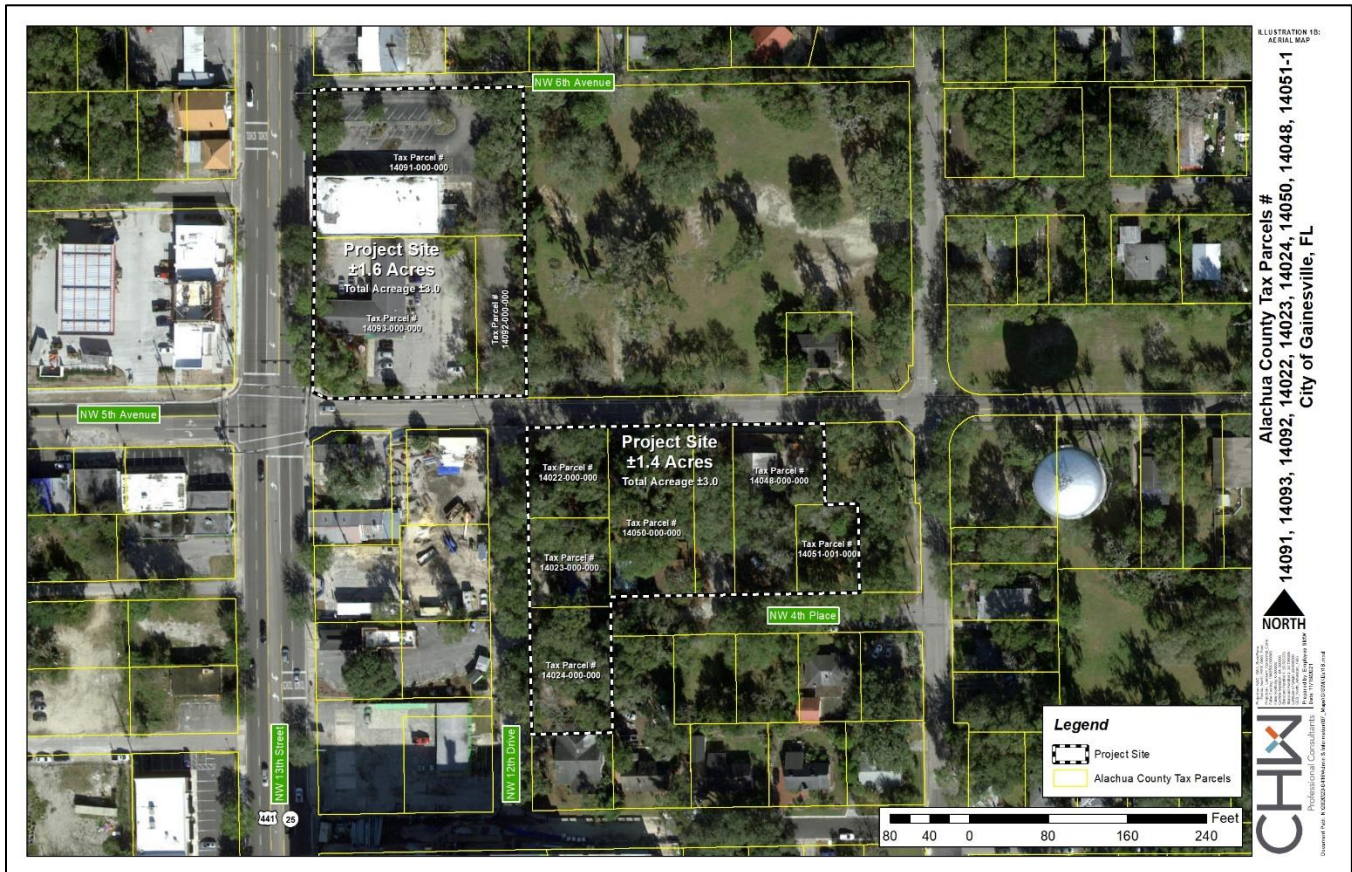 NW 6th Avenue
Tax Parcel #
14091-000-000
Project Site
±1.6 Acres
Total Acreage ±3.0
Tax Parcel #
14093-000-000
Tax Parcel #
14092-000-000
NW 5th Avenue
Project Site
±1.4 Acres
Total Acreage ±3.0
Tax Parcel #
14022-000-000
Tax Parcel #
14048-000-000
Tax Parcel #
14050-000-000
Tax Parcel #
14023-000-000
Tax Parcel #
14051-001-000
NW 4th Place
Tax Parcel #
14024-000-000
NW 13th Street
NW 12th Drive
441
25
Legend
Project Site
Alachua County Tax Parcels
Feet
80 40 0 80 160 240
ILLUSTRATION 1B:
AERIAL MAP
Alachua County Tax Parcels #
14091, 14093, 14092, 14022, 14023, 14024, 14050, 14048, 14051-1
City of Gainesville, FL
NORTH
CHW
Professional Consultants